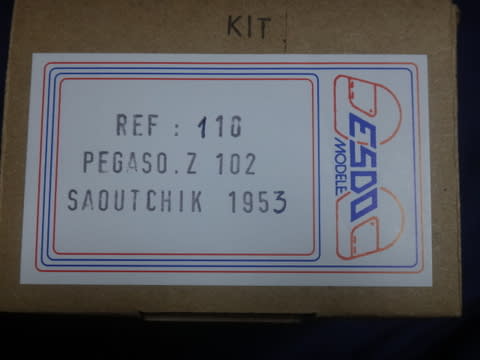 KIT
REF : 110
PEGASO.Z 102
SAOUTCHIK 1953
ESDO
MODELE